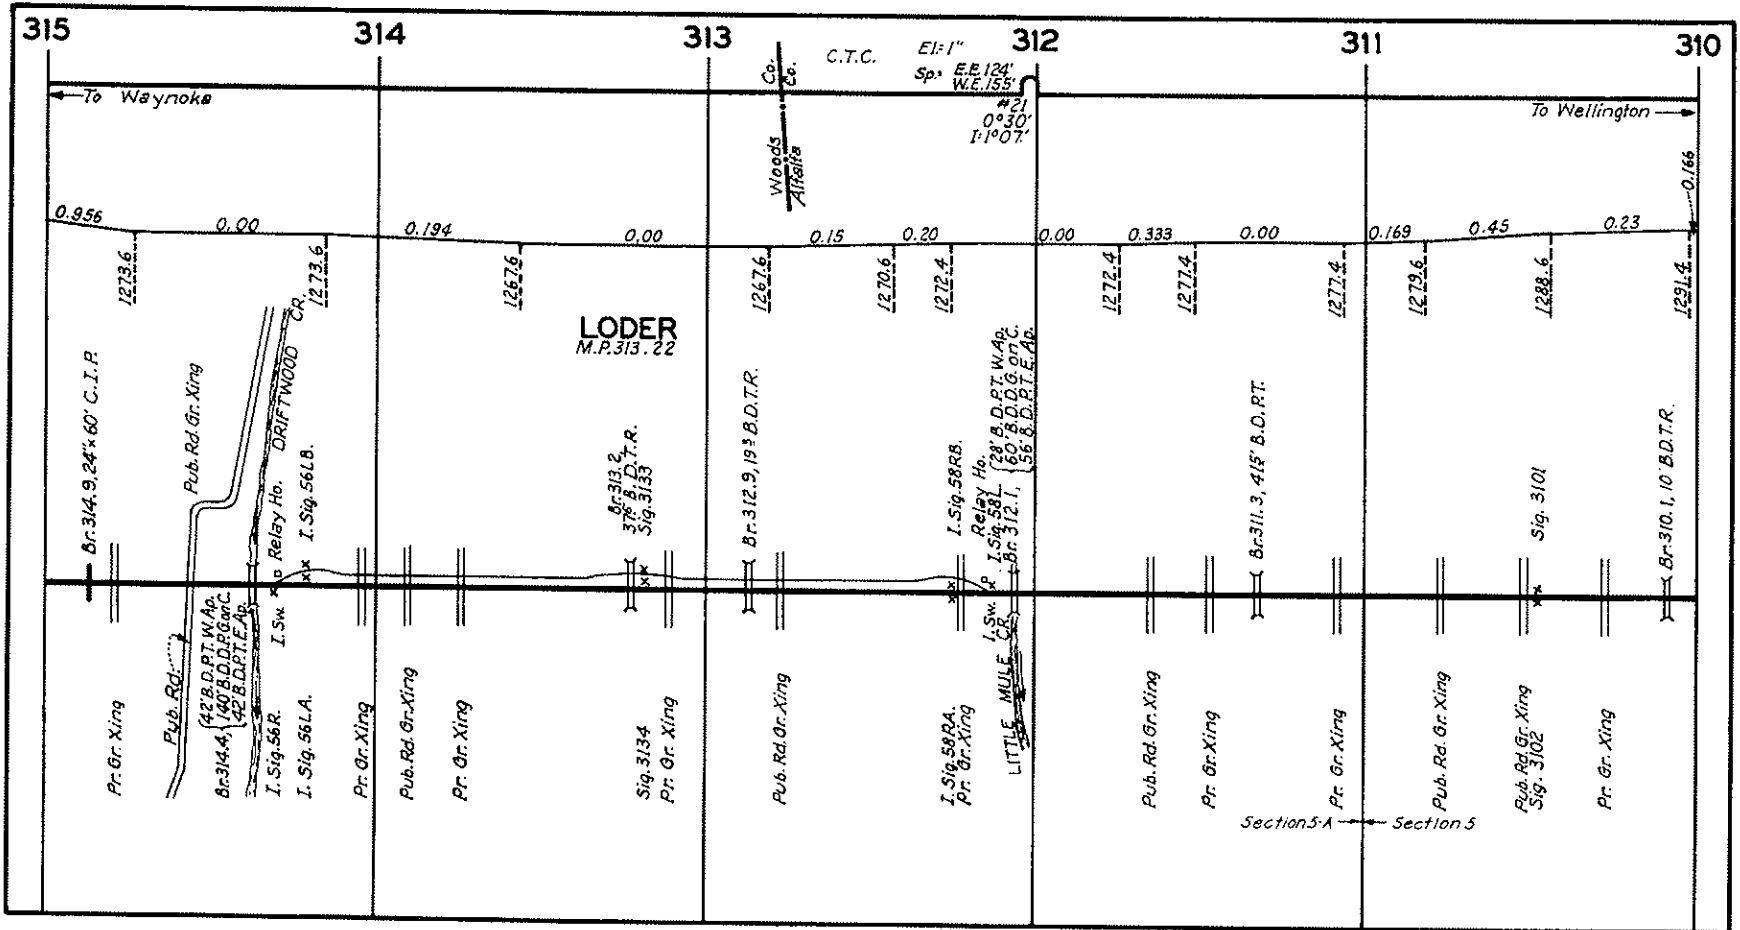 315
314
313
312
311
310
C.T.C.
El:= 1"
Sp:= E.E. 124'
W.E. 155'
#21
0°30'
I:1°07'
Co.
Co.
Woods
Alfalfa
To Waynoka
To Wellington
0.956
0.00
0.194
0.00
0.15
0.20
0.00
0.333
0.00
0.169
0.45
0.23
0.166
1273.6
1273.6
1267.6
1267.6
1270.6
1272.4
1272.4
1277.4
1277.4
1279.6
1288.6
1291.4
LODER
M.P. 313.22
Br. 314.9, 24" x 60' C.I.P.
Pub. Rd. Gr. Xing
DRIFTWOOD CR.
Relay Ho.
I. Sig. 56LB.
Br. 313.2
B.D.T.R.
Sig. 3133
Br. 312.9, 19³ B.D.T.R.
I. Sig. 58RB.
Relay Ho.
I. Sig. 58L
Br. 312.1,
28' B.D.P.T. W. Ap.
60' B.D.D.G. on C.
56' B.D.P.T. E. Ap.
Br. 311.3, B.D.P.T.
Sig. 3101
Br. 310.1, 10' B.D.T.R.
Pr. Gr. Xing
Pub. Rd.
Br. 314.4,
42' B.D.P.T. W. Ap.
140' B.D.D.P.G. on C.
42' B.D.P.T. E. Ap.
I. Sw.
I. Sig. 56R.
I. Sig. 56LA.
Pr. Gr. Xing
Pub. Rd. Gr. Xing
Pr. Gr. Xing
Sig. 3134
Pr. Gr. Xing
Pub. Rd. Gr. Xing
I. Sig. 58RA.
Pr. Gr. Xing
I. Sw.
LITTLE MULE CR.
Pub. Rd. Gr. Xing
Pr. Gr. Xing
Pr. Gr. Xing
Pub. Rd. Gr. Xing
Pub. Rd. Gr. Xing
Sig. 3102
Pr. Gr. Xing
Section 5-A
Section 5